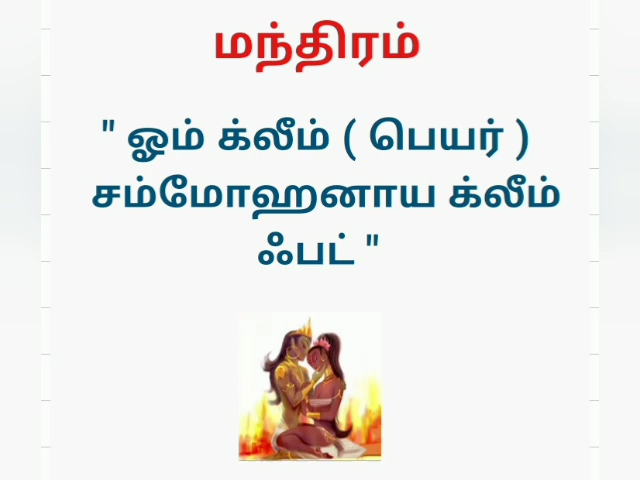 மந்திரம்
" ஓம் க்லீம் ( பெயர் )
சம்மோஹனாய க்லீம்
ஃபட் "